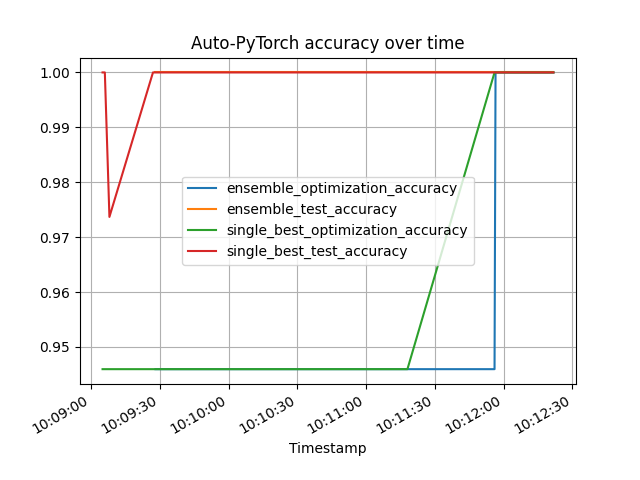 Auto-PyTorch accuracy over time
1.00
0.99
0.98
0.97
0.96
0.95
ensemble_optimization_accuracy
ensemble_test_accuracy
single_best_optimization_accuracy
single_best_test_accuracy
10:09:00
10:09:30
10:10:00
10:10:30
10:11:00
10:11:30
10:12:00
10:12:30
Timestamp